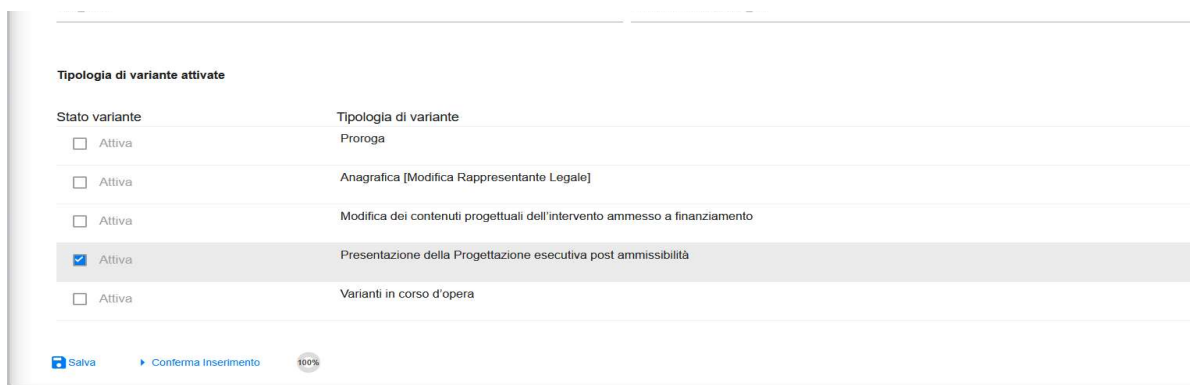 Tipologia di variante attivate
Stato variante Tipologia di variante
Attiva Proroga
Attiva Anagrafica [Modifica Rappresentante Legale]
Attiva Modifica dei contenuti progettuali dell'intervento ammesso a finanziamento
Attiva Presentazione della Progettazione esecutiva post ammissibilità
Attiva Varianti in corso d'opera
Salva Conferma Inserimento 100%